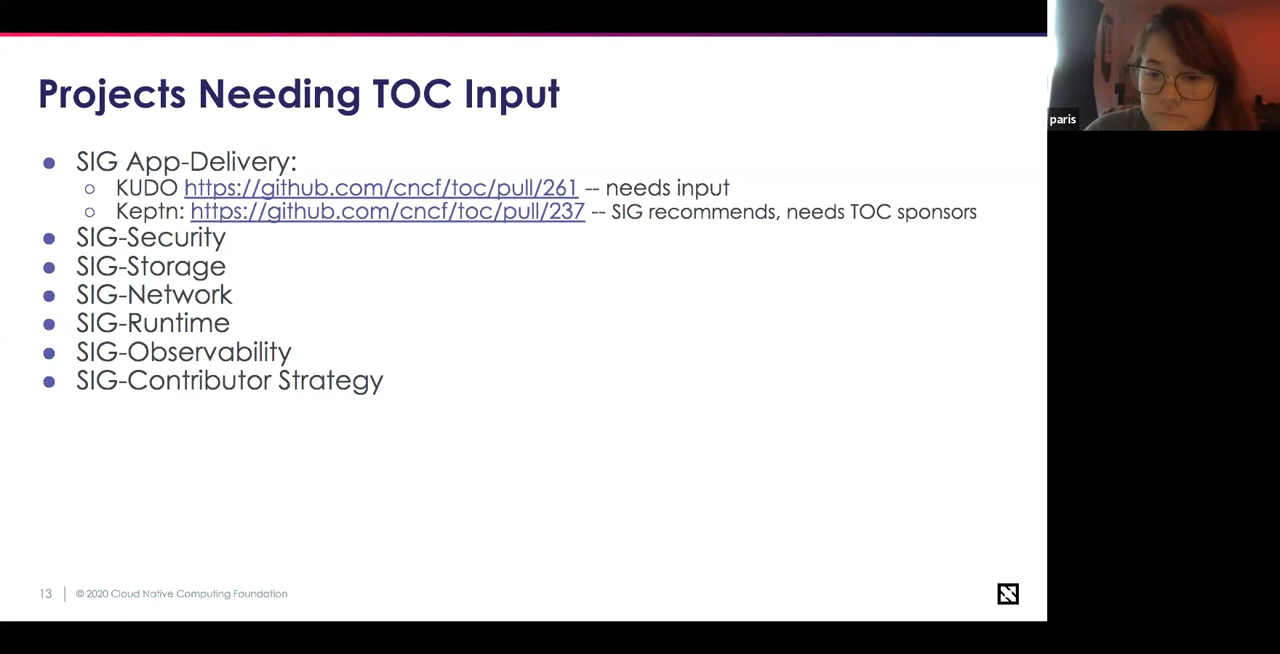 Projects Needing TOC Input
● SIG App-Delivery:
○ KUDO https://github.com/cncf/toc/pull/261 -- needs input
○ Keptn: https://github.com/cncf/toc/pull/237 -- SIG recommends, needs TOC sponsors
● SIG-Security
● SIG-Storage
● SIG-Network
● SIG-Runtime
● SIG-Observability
● SIG-Contributor Strategy
13 | © 2020 Cloud Native Computing Foundation
paris